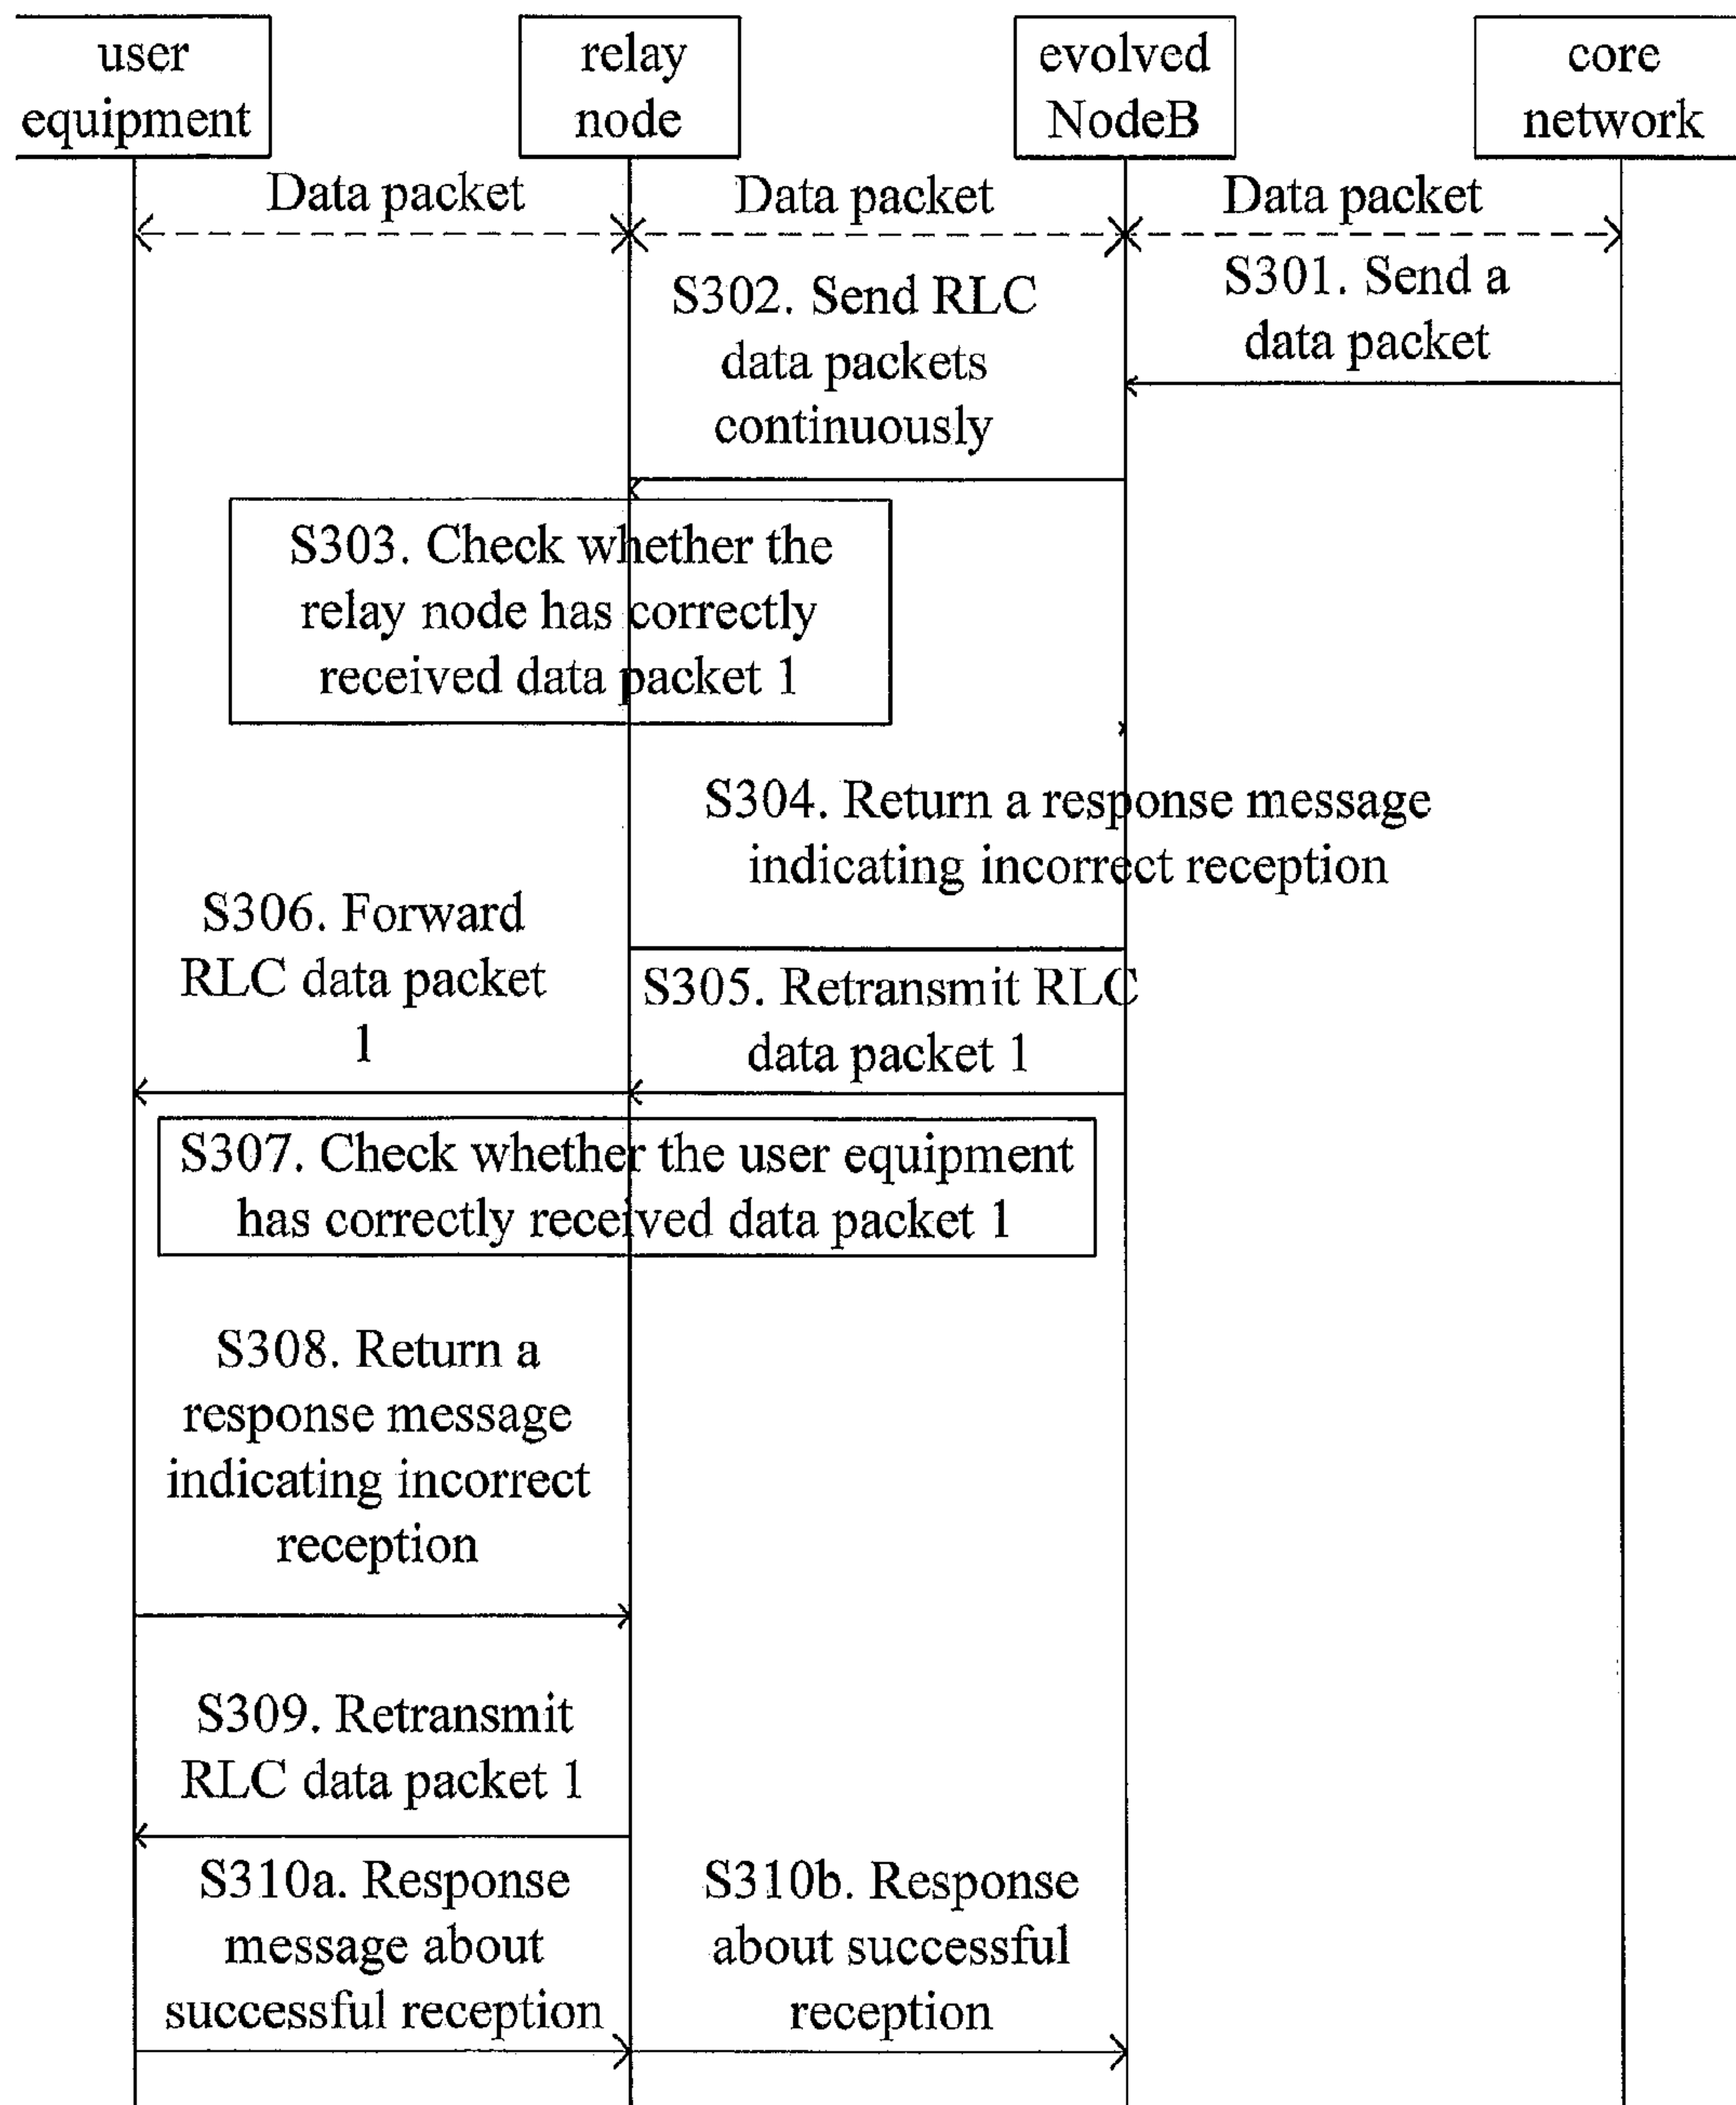 user
equipment
relay
node
evolved
NodeB
core
network
Data packet
Data packet
Data packet
S301. Send a
data packet
S302. Send RLC
data packets
continuously
S303. Check whether the
relay node has correctly
received data packet 1
S304. Return a response message
indicating incorrect reception
S306. Forward
RLC data packet
1
S305. Retransmit RLC
data packet 1
S307. Check whether the user equipment
has correctly received data packet 1
S308. Return a
response message
indicating incorrect
reception
S309. Retransmit
RLC data packet 1
S310a. Response
message about
successful reception
S310b. Response
about successful
reception